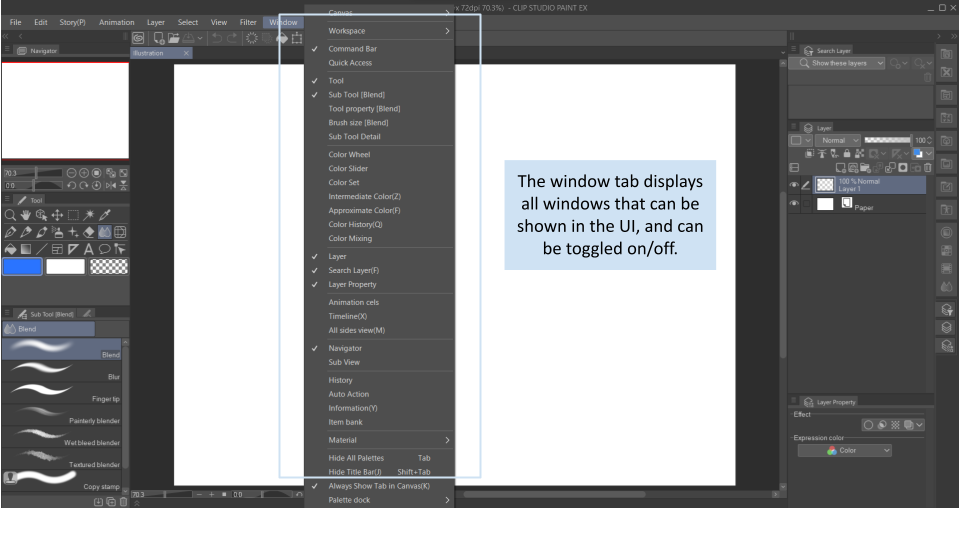 x 72dpi 70.3%) - CLIP STUDIO PAINT EX
File Edit Story(P) Animation Layer Select View Filter Window
Canvas
Workspace
Command Bar
Quick Access
Tool
Sub Tool [Blend]
Tool property [Blend]
Brush size [Blend]
Sub Tool Detail
Color Wheel
Color Slider
Color Set
Intermediate Color(Z)
Approximate Color(F)
Color History(Q)
Color Mixing
Layer
Search Layer(F)
Layer Property
Animation cels
Timeline(X)
All sides view(M)
Navigator
Sub View
History
Auto Action
Information(Y)
Item bank
Material
Hide All Palettes Tab
Hide Title Bar(J) Shift+Tab
Always Show Tab in Canvas(K)
Palette dock
Navigator
Illustration
70.3
0.0
Tool
Sub Tool [Blend]
Blend
Blend
Blur
Fingertip
Painterly blender
Wet bleed blender
Textured blender
Copy stamp
70.3
0.0
The window tab displays
all windows that can be
shown in the UI, and can
be toggled on/off.
Search Layer
Show these layers
Layer
Normal 100
100 % Normal
Layer 1
Paper
Layer Property
Effect
Expression color
Color